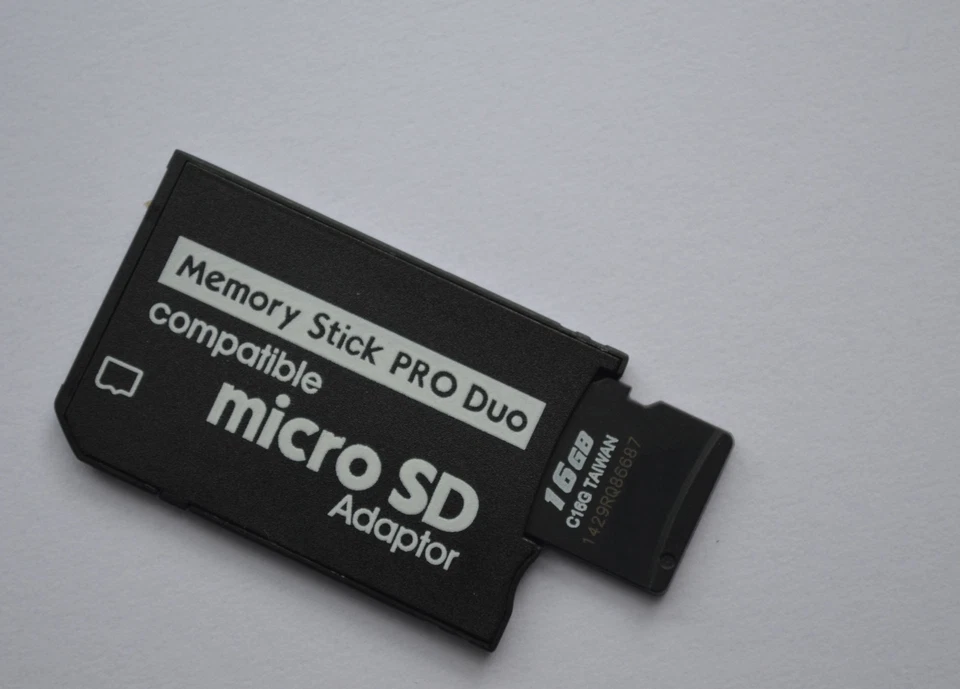 Memory Stick PRO Duo
compatible
micro SD
Adaptor
16GB
C16G TAIWAN
1429RQ86687